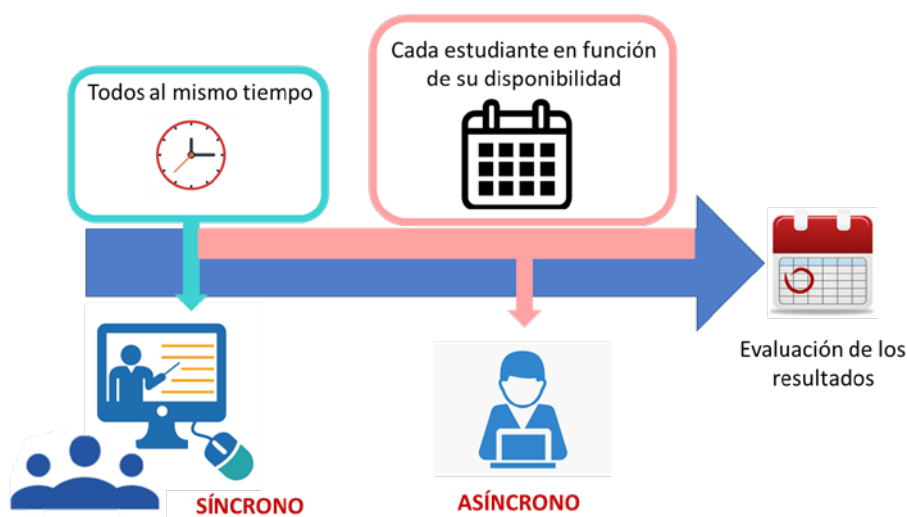 Todos al mismo tiempo
Cada estudiante en función
de su disponibilidad
Evaluación de los
resultados
SÍNCRONO
ASÍNCRONO